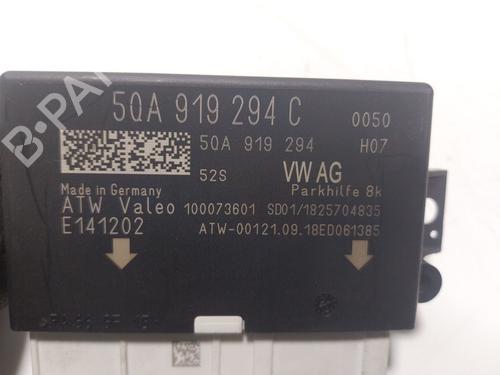 5QA 919 294 C 0050
5QA 919 294 H07
52S VW AG
Made in Germany Parkhilfe 8k
ATW Valeo 100073601 SD01/1825704835
E141202 ATW-00121.09.18ED061385
B-PA